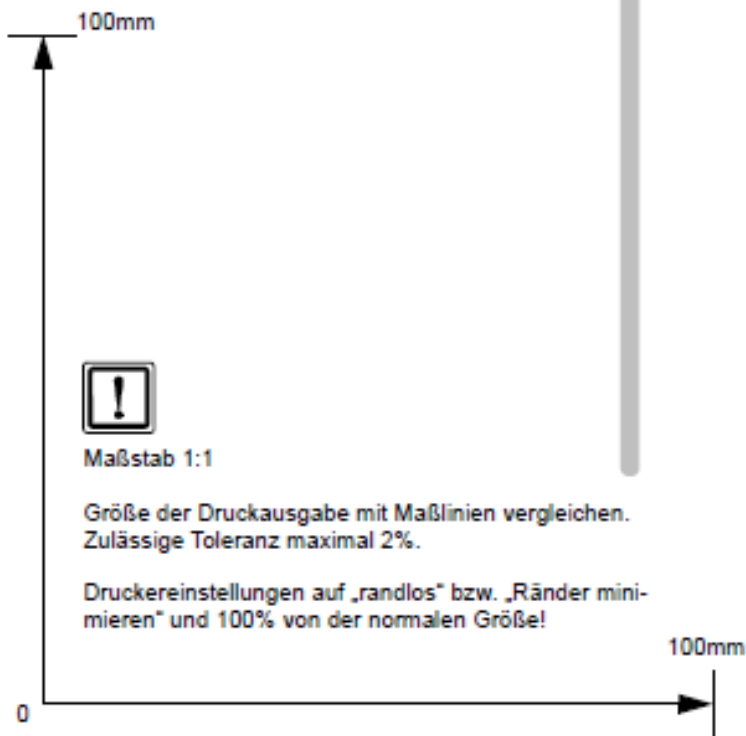 100mm
!
Maßstab 1:1
Größe der Druckausgabe mit Maßlinien vergleichen.
Zulässige Toleranz maximal 2%.
Druckereinstellungen auf „randlos“ bzw. „Ränder mini-
mieren“ und 100% von der normalen Größe!
100mm
0